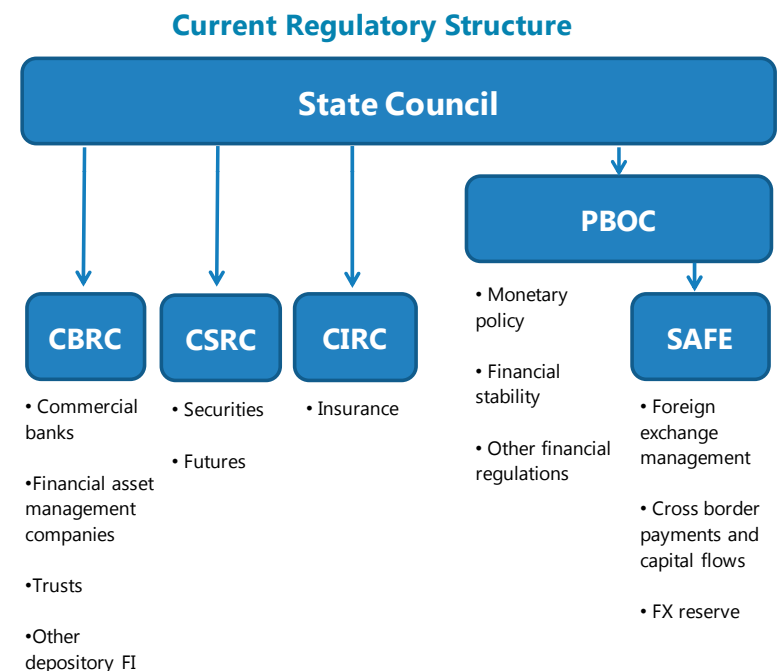 Current Regulatory Structure
State Council
PBOC
CBRC
CSRC
CIRC
SAFE
• Commercial
banks
•Financial asset
management
companies
•Trusts
•Other
depository FI
• Securities
• Futures
• Insurance
• Monetary
policy
• Financial
stability
• Other financial
regulations
• Foreign
exchange
management
• Cross border
payments and
capital flows
• FX reserve